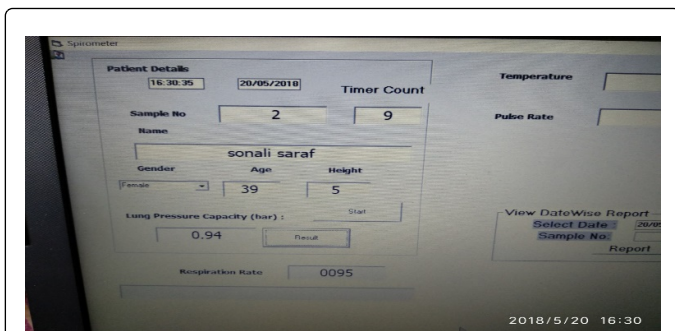 Spirometer
Patient Details
16:30:35 20/05/2018 Timer Count
Sample No 2 9
Name
sonali saraf
Gender Age Height
Female 39 5
Lung Pressure Capacity (bar) : Start
0.94 Result
Respiration Rate 0095
Temperature
Pulse Rate
View DateWise Report
Select Date : 20/05
Sample No:
Report
2018/5/20 16:30